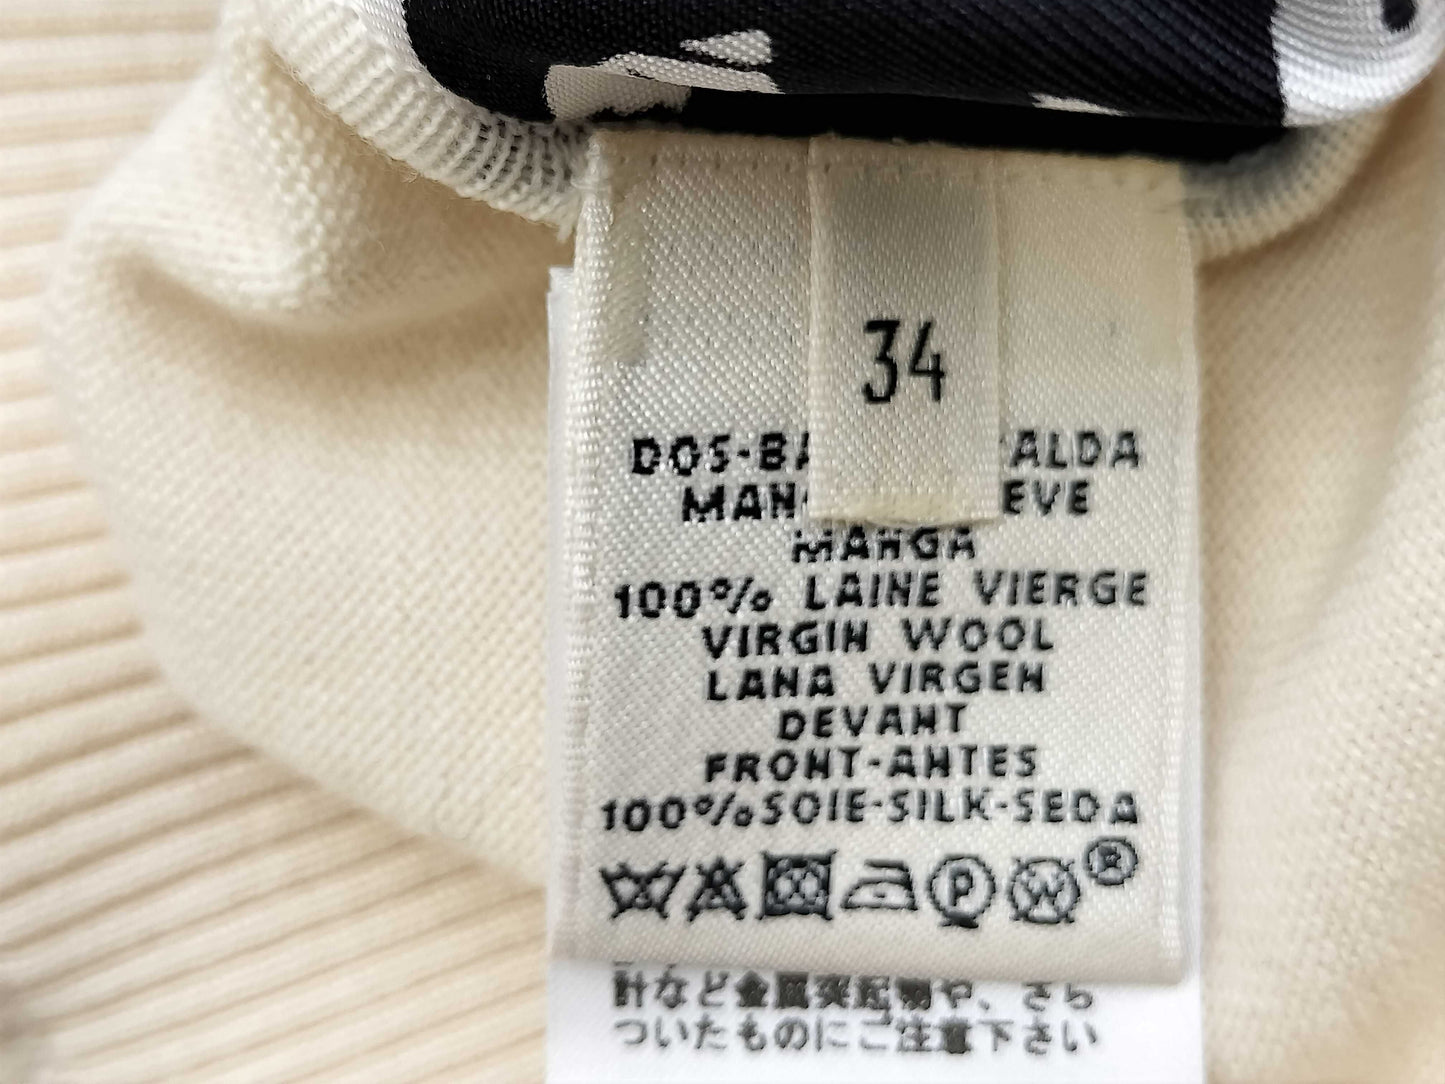 34
DOS-BA ALDA
MAN EVE
MANGA
100% LAINE VIERGE
VIRGIN WOOL
LANA VIRGEN
DEVANT
FRONT-ANTES
100% SOIE-SILK-SEDA
P W ®
計など金属突起物や、さら
ついたものにご注意下さい